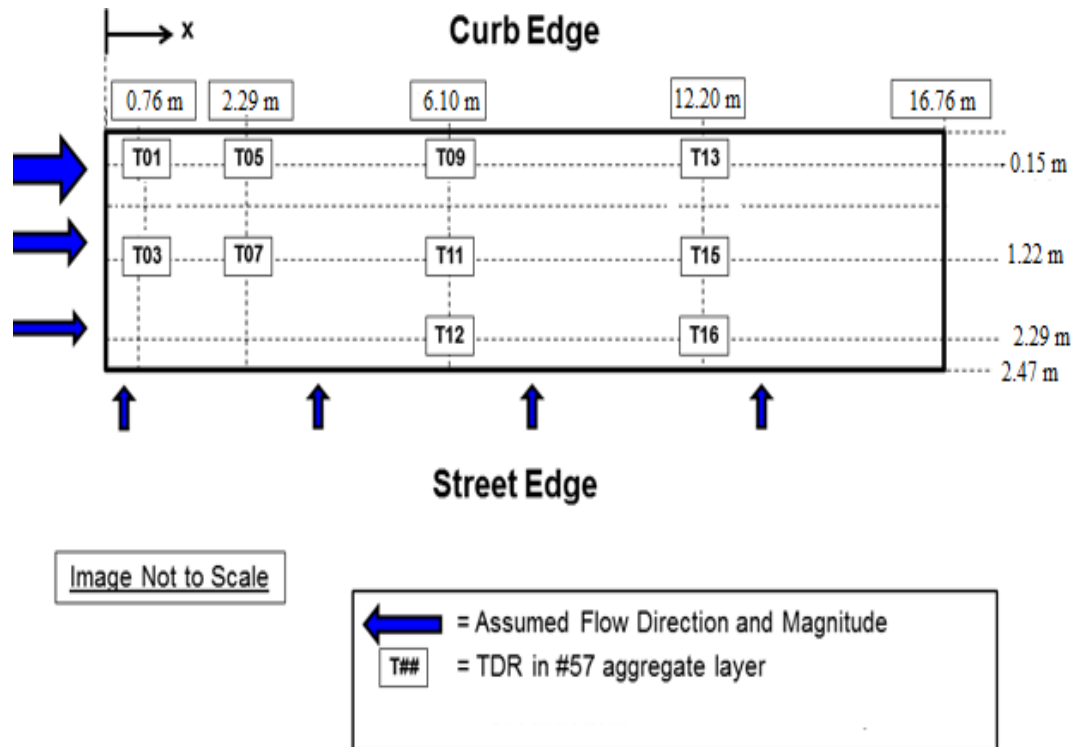 x
Curb Edge
0.76 m 2.29 m 6.10 m 12.20 m 16.76 m
T01 T05 T09 T13 0.15 m
T03 T07 T11 T15 1.22 m
T12 T16 2.29 m
2.47 m
Street Edge
Image Not to Scale
= Assumed Flow Direction and Magnitude
T## = TDR in #57 aggregate layer